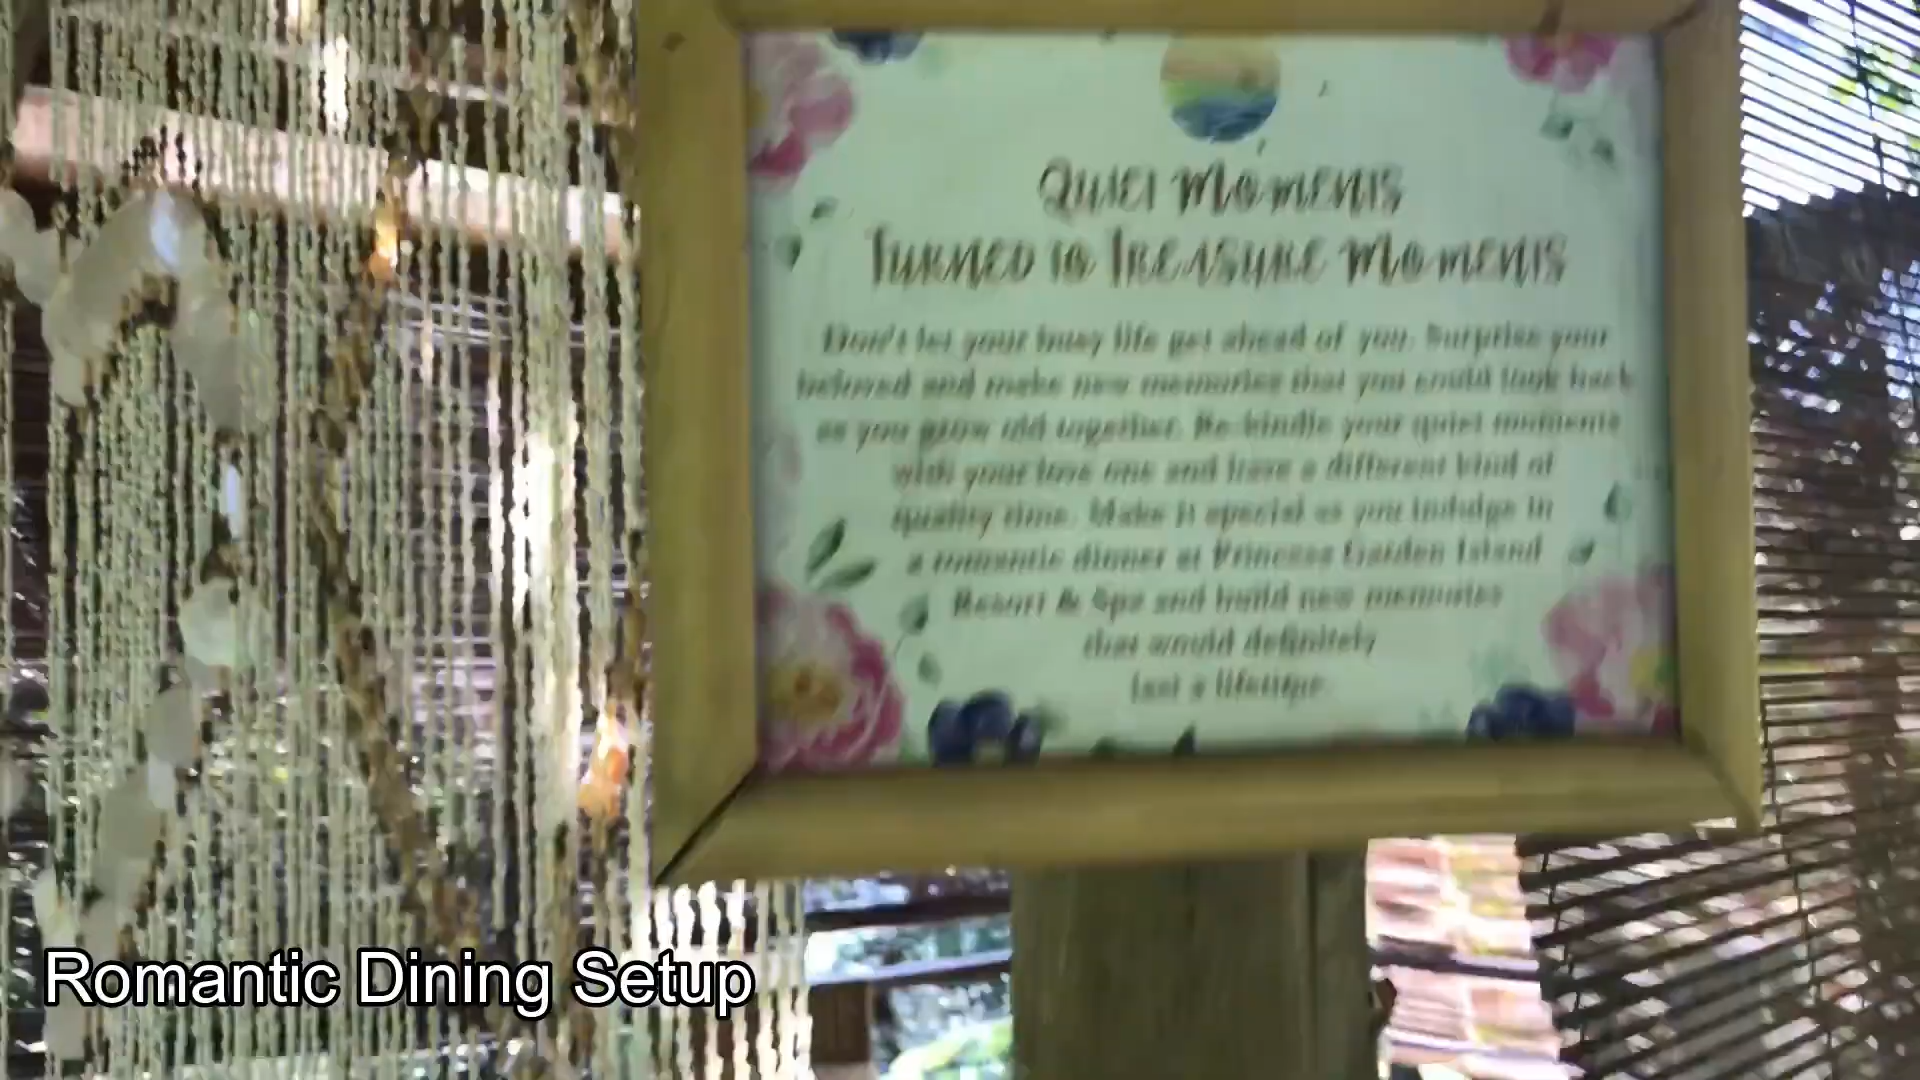 Quiet Moments
Turned to Treasure Moments
Don't let your busy life get ahead of you. Surprise your
beloved and make new memories that you could look back
as you grow old together. Re-kindle your quiet moments
with your love one and have a different kind of
quality time. Make it special as you indulge in
a romantic dinner at Princess Garden Island
Resort & Spa and build new memories
that would definitely
last a lifetime.
Romantic Dining Setup